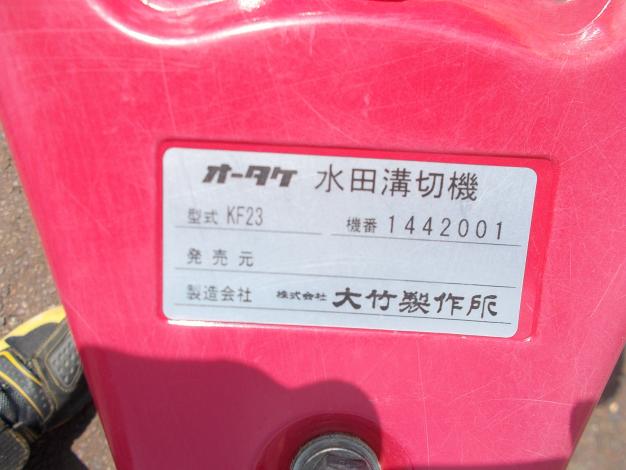 オータケ 水田溝切機
型式 KF23 機番 1442001
発売元
製造会社 株式会社 大竹製作所